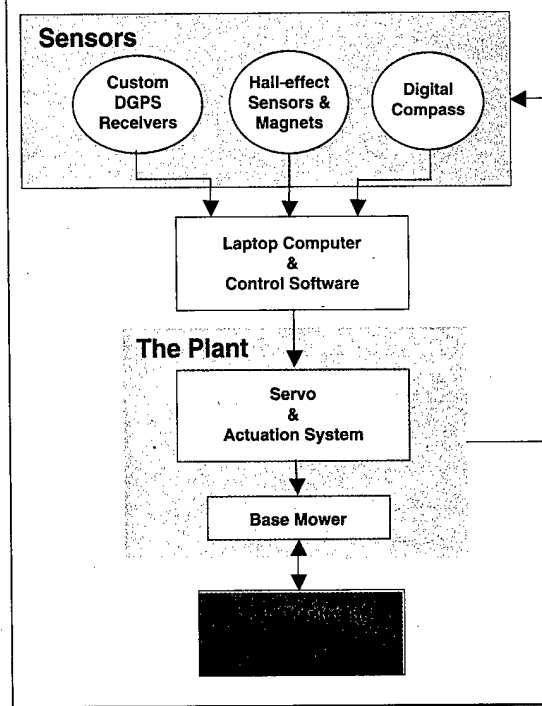 Sensors
Custom
DGPS
Receivers
Hall-effect
Sensors &
Magnets
Digital
Compass
Laptop Computer
&
Control Software
The Plant
Servo
&
Actuation System
Base Mower